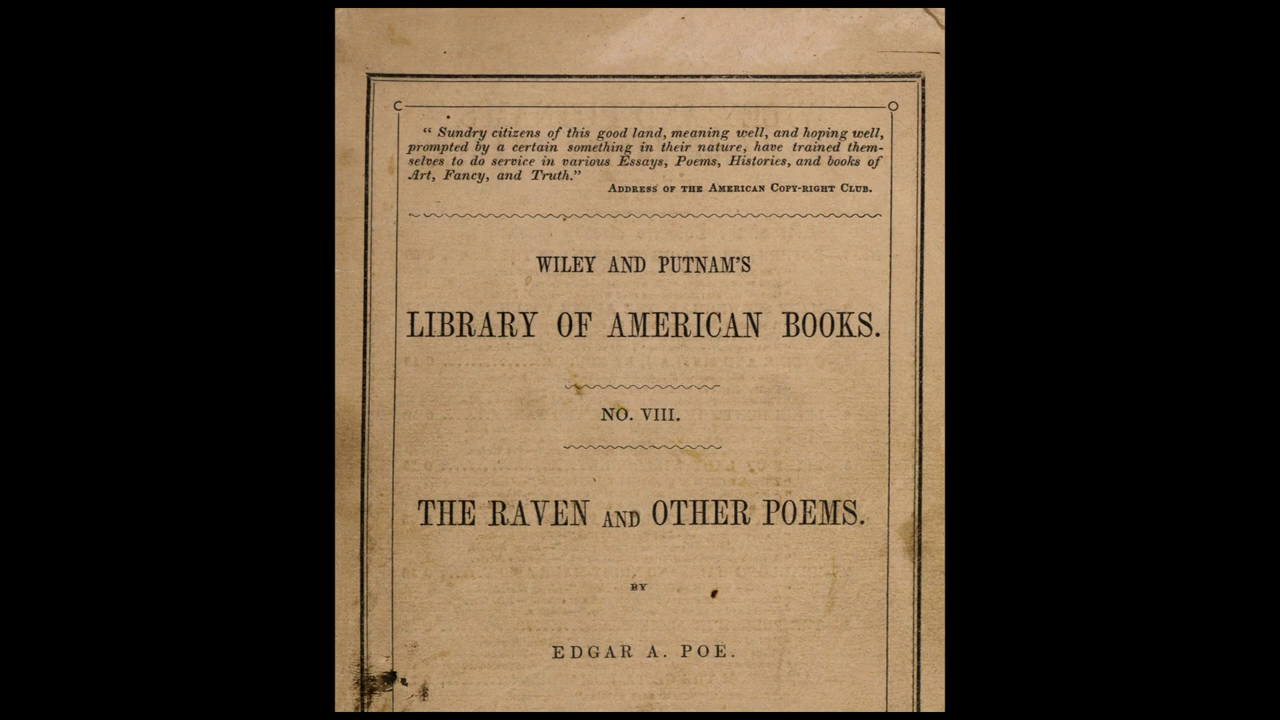 “ Sundry citizens of this good land, meaning well, and hoping well,
prompted by a certain something in their nature, have trained them-
selves to do service in various Essays, Poems, Histories, and books of
Art, Fancy, and Truth.”
ADDRESS OF THE AMERICAN COPY-RIGHT CLUB.
WILEY AND PUTNAM'S
LIBRARY OF AMERICAN BOOKS.
NO. VIII.
THE RAVEN AND OTHER POEMS.
BY
EDGAR A. POE.